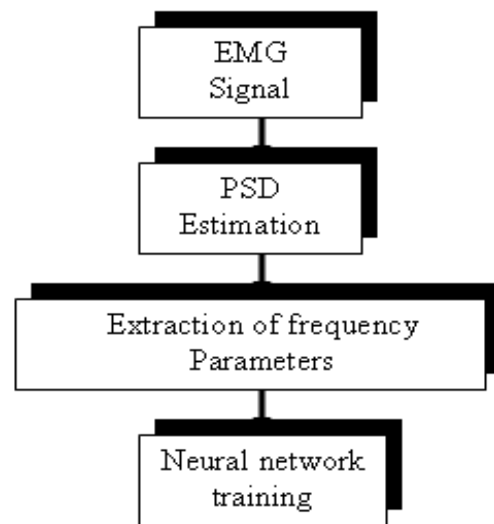 EMG
Signal
PSD
Estimation
Extraction of frequency
Parameters
Neural network
training